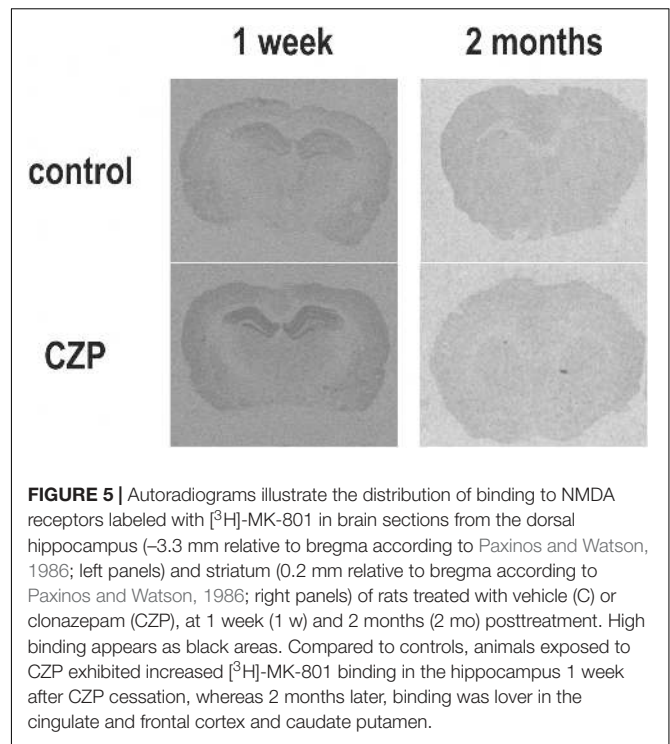 1 week 2 months
control
CZP
FIGURE 5 | Autoradiograms illustrate the distribution of binding to NMDA
receptors labeled with [³H]-MK-801 in brain sections from the dorsal
hippocampus (–3.3 mm relative to bregma according to Paxinos and Watson,
1986; left panels) and striatum (0.2 mm relative to bregma according to
Paxinos and Watson, 1986; right panels) of rats treated with vehicle (C) or
clonazepam (CZP), at 1 week (1 w) and 2 months (2 mo) posttreatment. High
binding appears as black areas. Compared to controls, animals exposed to
CZP exhibited increased [³H]-MK-801 binding in the hippocampus 1 week
after CZP cessation, whereas 2 months later, binding was lover in the
cingulate and frontal cortex and caudate putamen.